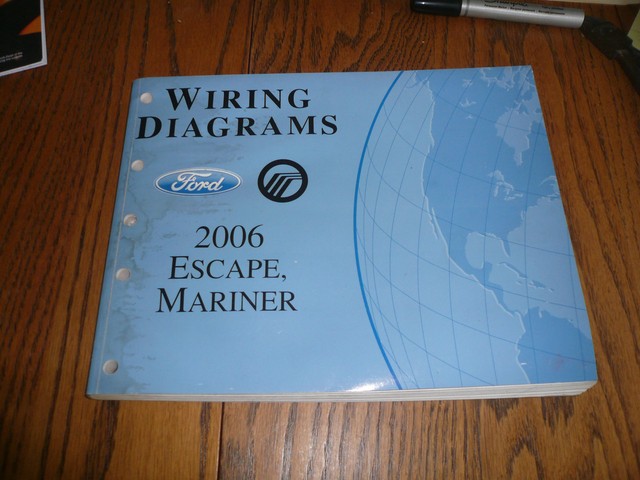 WIRING
DIAGRAMS
Ford
2006
ESCAPE,
MARINER